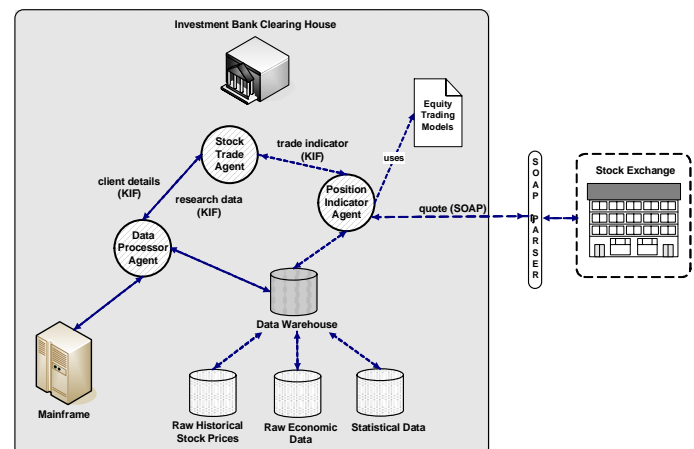 Investment Bank Clearing House
Equity
Trading
Models
uses
Stock
Trade
Agent
trade indicator
(KIF)
client details
(KIF)
research data
(KIF)
Position
Indicator
Agent
quote (SOAP)
SOAP PARSER
Stock Exchange
Data
Processor
Agent
Data Warehouse
Mainframe
Raw Historical
Stock Prices
Raw Economic
Data
Statistical Data